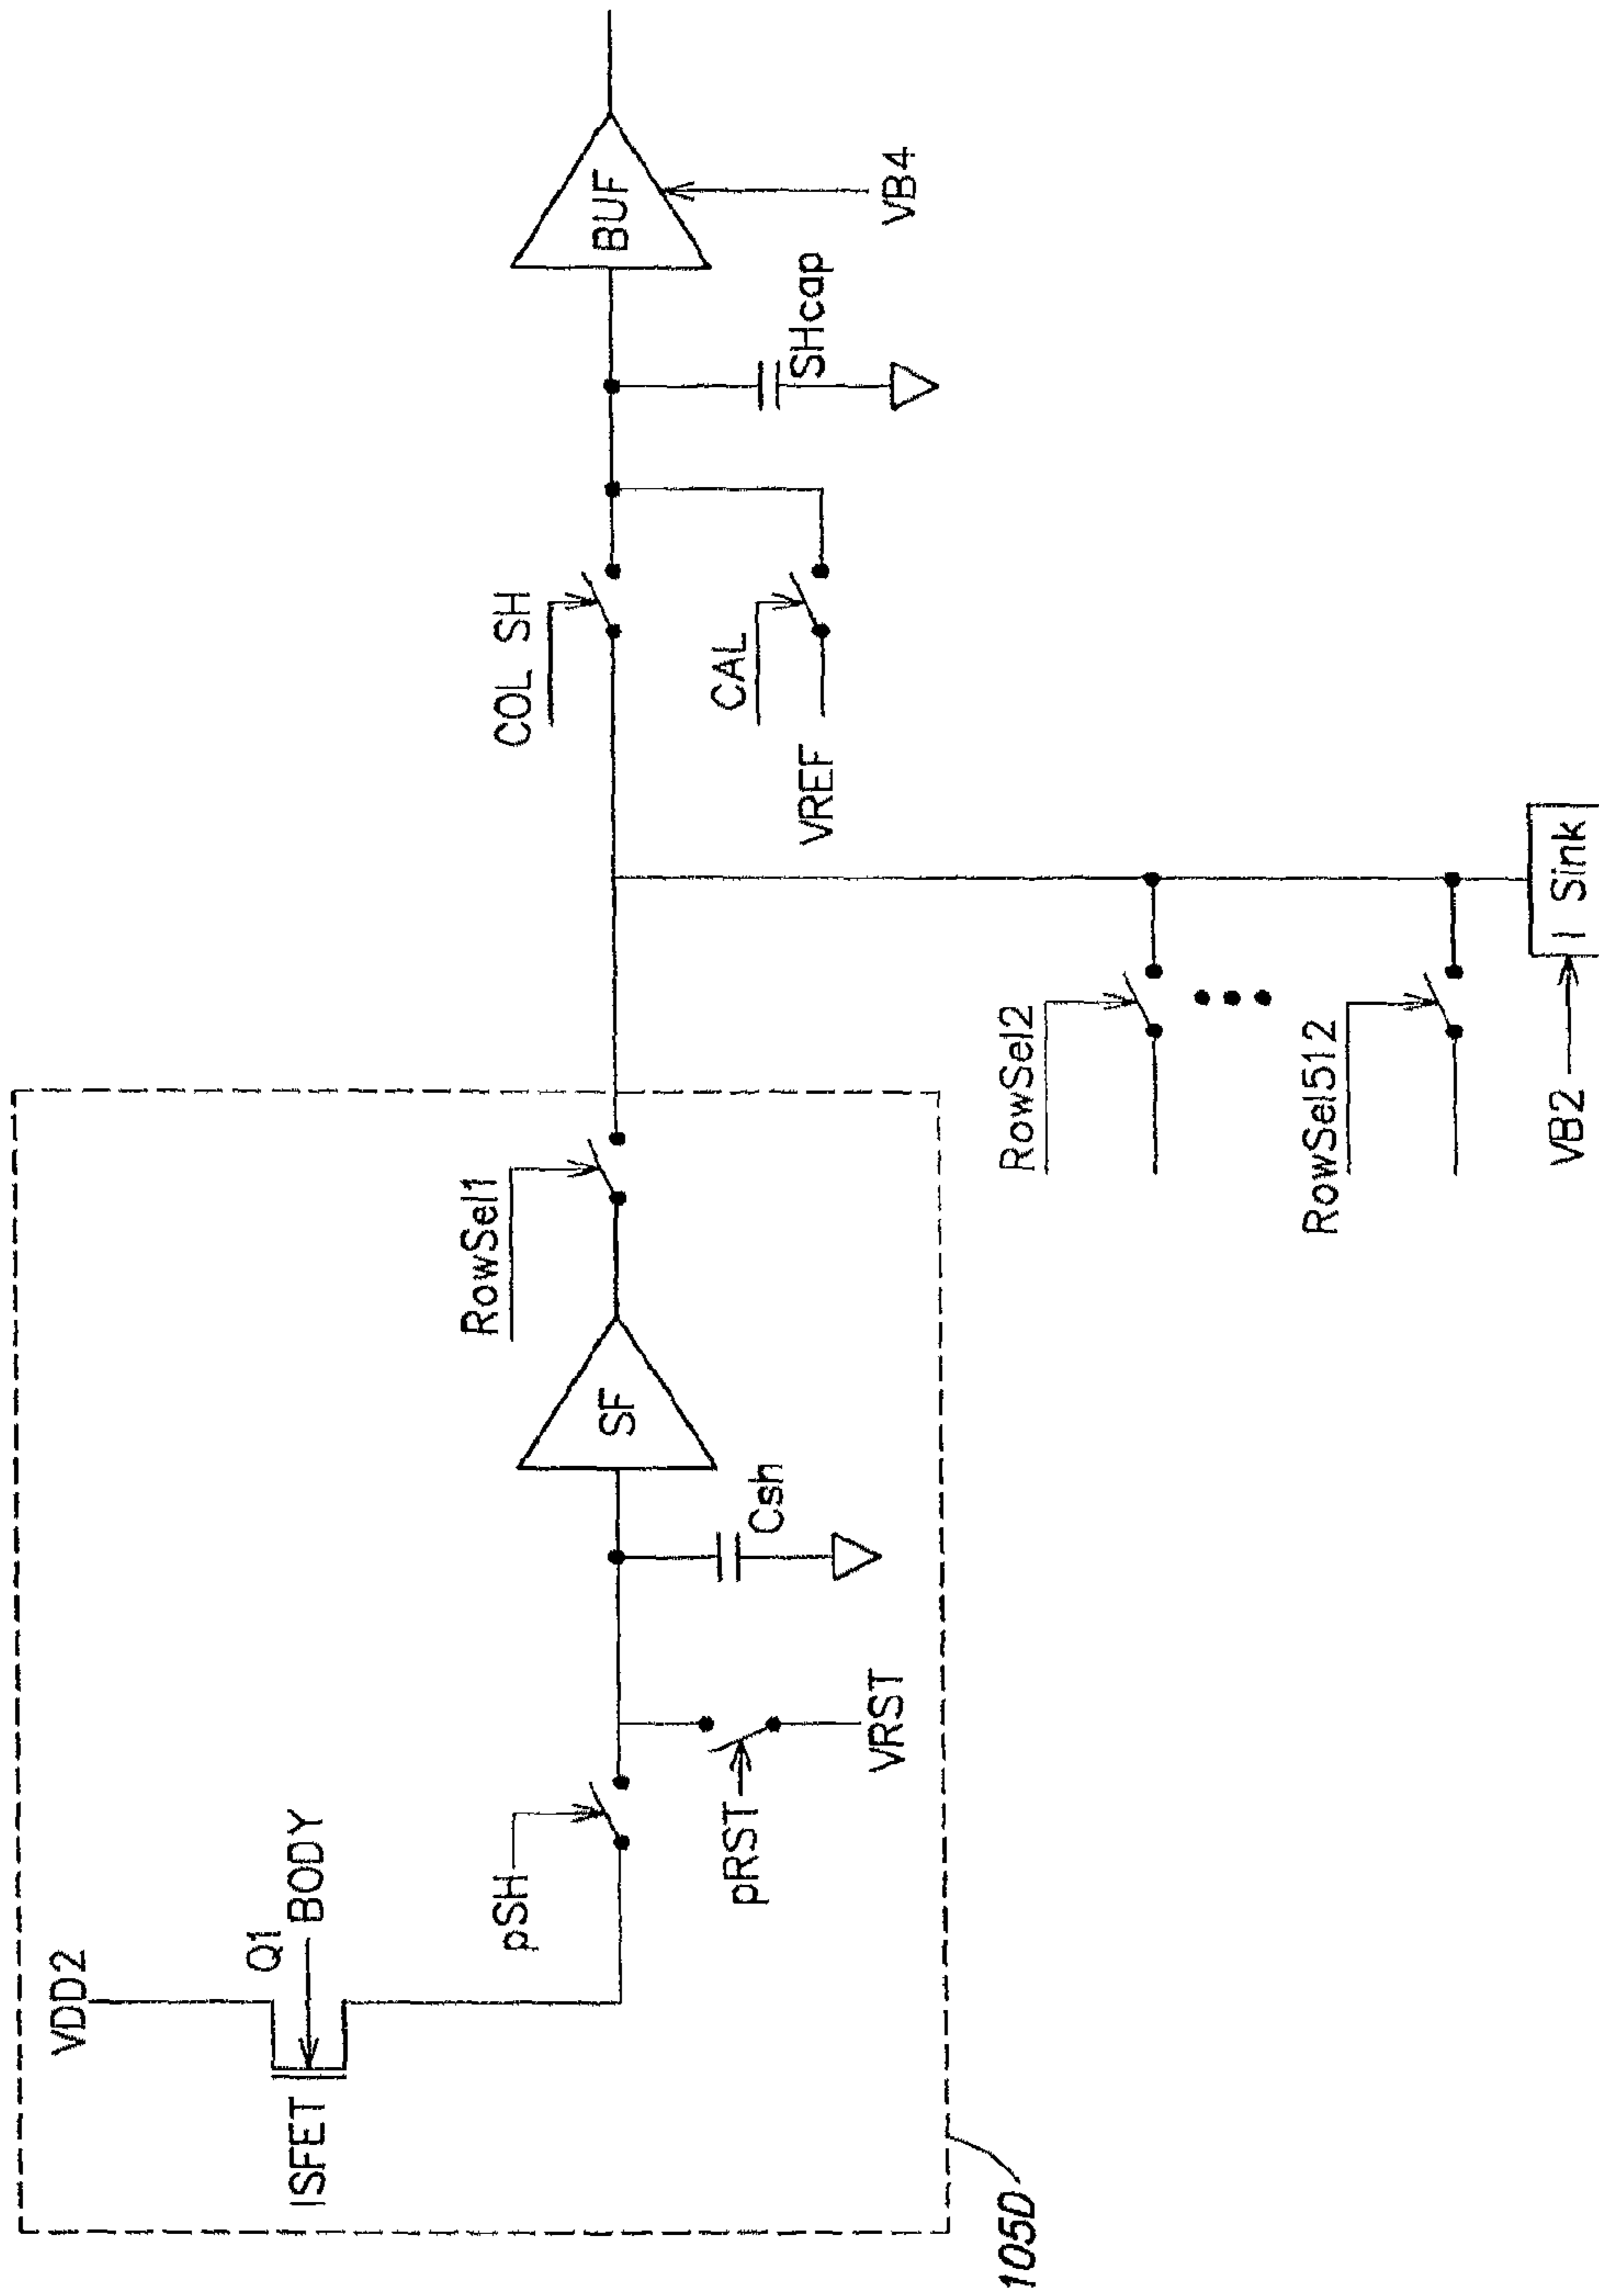 VDD2
Q1
BODY
ISFET
pSH
pRST
VRST
Csh
SF
RowSel1
105D
RowSel2
RowSel512
VB2
I Sink
COL SH
CAL
VREF
SHcap
BUF
VB4